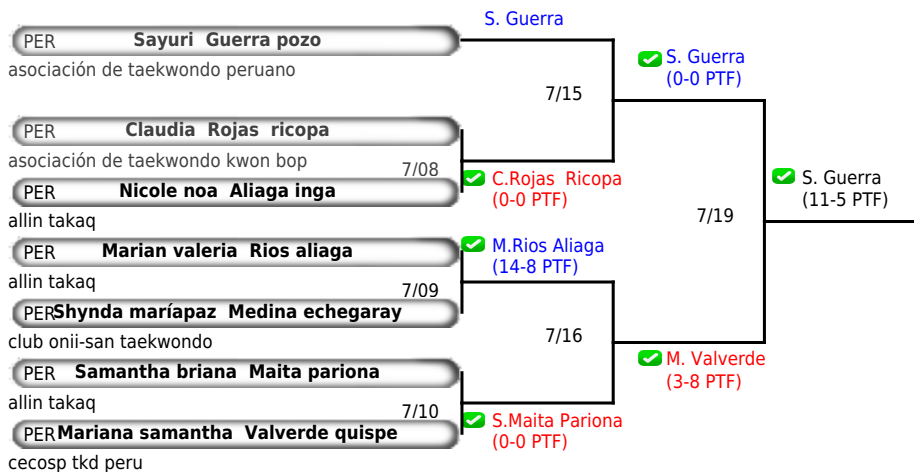 S. Guerra
PER Sayuri Guerra pozo
asociación de taekwondo peruano
S. Guerra
(0-0 PTF)
7/15
PER Claudia Rojas ricopa
asociación de taekwondo kwon bop
7/08
C.Rojas Ricopa
(0-0 PTF)
PER Nicole noa Aliaga inga
allin takaq
S. Guerra
(11-5 PTF)
7/19
PER Marian valeria Rios aliaga
allin takaq
M.Rios Aliaga
(14-8 PTF)
7/09
PER Shynda maríapaz Medina echegaray
club onii-san taekwondo
7/16
PER Samantha briana Maita pariona
allin takaq
M. Valverde
(3-8 PTF)
7/10
S.Maita Pariona
(0-0 PTF)
PER Mariana samantha Valverde quispe
cecosp tkd peru